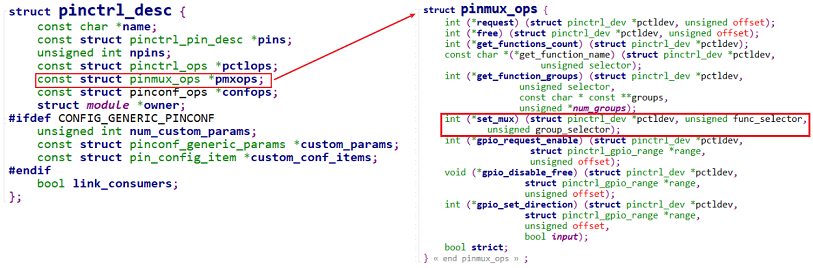 struct pinctrl_desc {
const char *name;
const struct pinctrl_pin_desc *pins;
unsigned int npins;
const struct pinctrl_ops *pctlops;
const struct pinmux_ops *pmxops;
const struct pinconf_ops *confops;
struct module *owner;
#ifdef CONFIG_GENERIC_PINCONF
unsigned int num_custom_params;
const struct pinconf_generic_params *custom_params;
const struct pin_config_item *custom_conf_items;
#endif
bool link_consumers;
};
struct pinmux_ops {
int (*request) (struct pinctrl_dev *pctldev, unsigned offset);
int (*free) (struct pinctrl_dev *pctldev, unsigned offset);
int (*get_functions_count) (struct pinctrl_dev *pctldev);
const char *(*get_function_name) (struct pinctrl_dev *pctldev,
unsigned selector);
int (*get_function_groups) (struct pinctrl_dev *pctldev,
unsigned selector,
const char * const **groups,
unsigned *num_groups);
int (*set_mux) (struct pinctrl_dev *pctldev, unsigned func_selector,
unsigned group_selector);
int (*gpio_request_enable) (struct pinctrl_dev *pctldev,
struct pinctrl_gpio_range *range,
unsigned offset);
void (*gpio_disable_free) (struct pinctrl_dev *pctldev,
struct pinctrl_gpio_range *range,
unsigned offset);
int (*gpio_set_direction) (struct pinctrl_dev *pctldev,
struct pinctrl_gpio_range *range,
unsigned offset,
bool input);
bool strict;
} « end pinmux_ops » ;